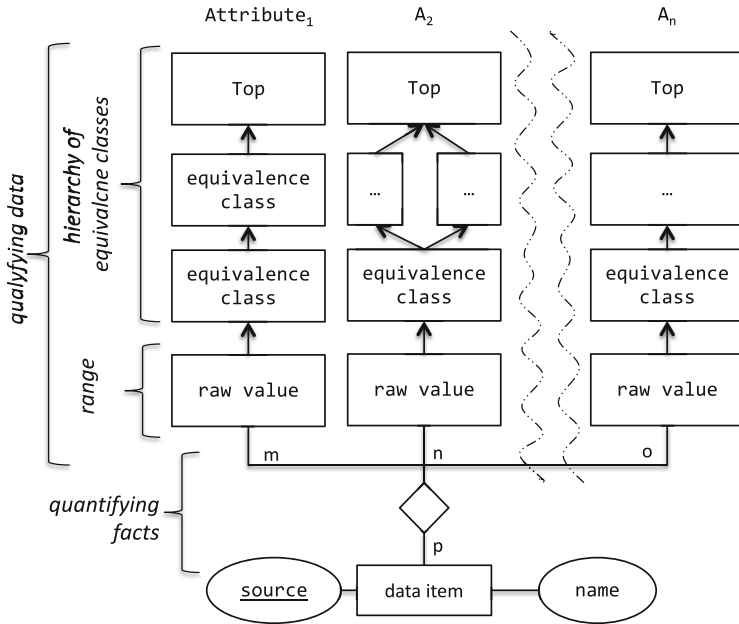 Attribute1 A2 An
Top Top Top
hierarchy of
equivalcne classes
qualyfying data
equivalence
class
... ... ...
equivalence
class
equivalence
class
equivalence
class
range
raw value raw value raw value
m n o
quantifying
facts
p
source data item name